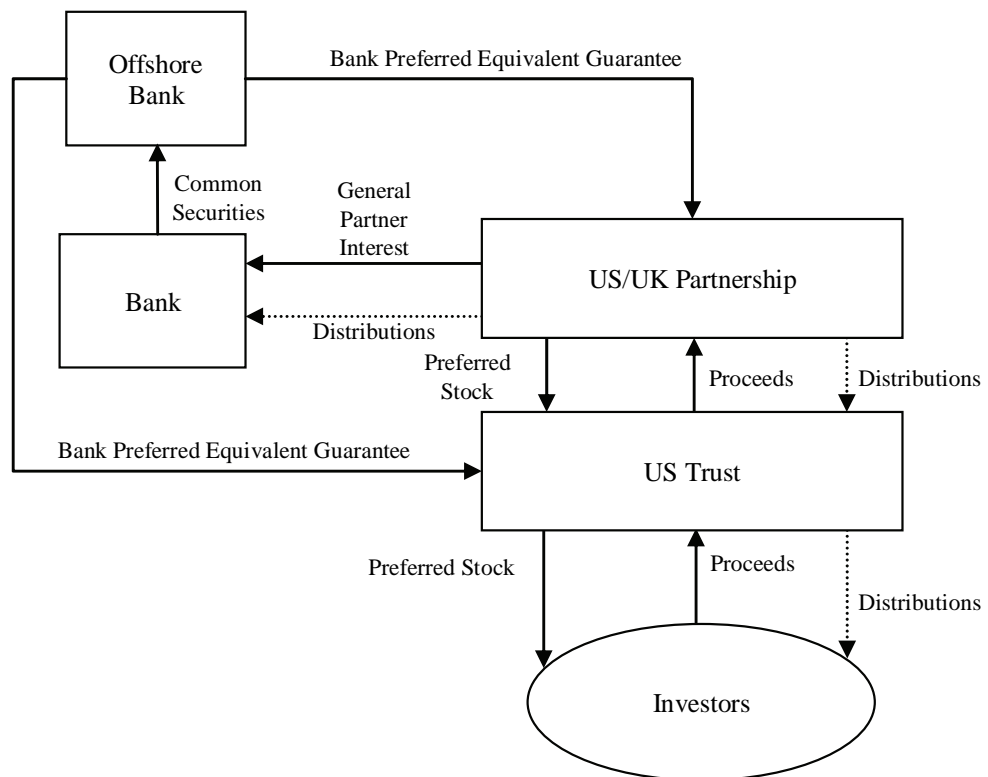 Bank Preferred Equivalent Guarantee
Offshore
Bank
Common
Securities
General
Partner
Interest
US/UK Partnership
Bank
Distributions
Preferred
Stock
Proceeds
Distributions
Bank Preferred Equivalent Guarantee
US Trust
Preferred Stock
Proceeds
Distributions
Investors